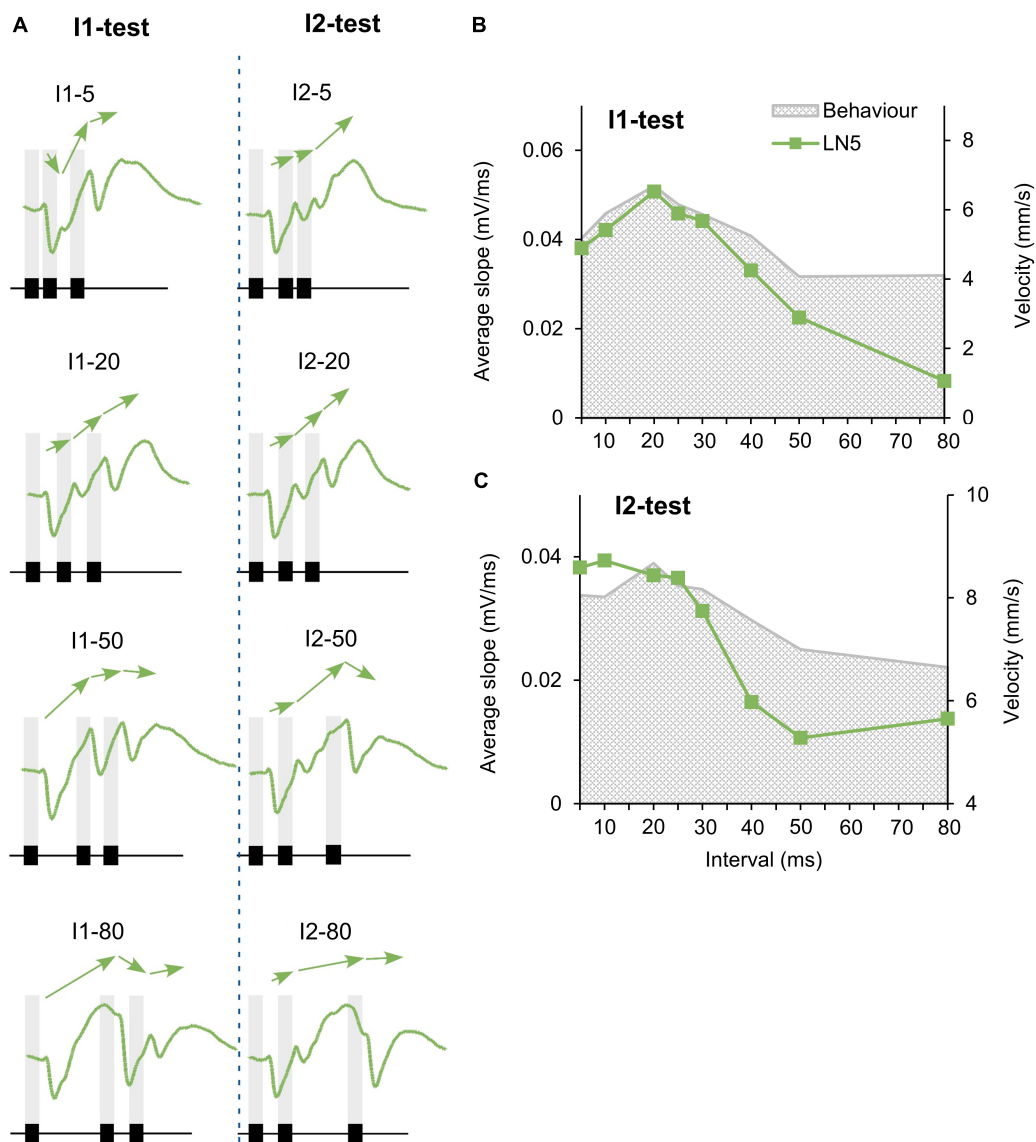 A
I1-test
I2-test
I1-5
I2-5
I1-20
I2-20
I1-50
I2-50
I1-80
I2-80
B
I1-test
Behaviour
LN5
Average slope (mV/ms)
0.06
0.04
0.02
0
Velocity (mm/s)
8
6
4
2
0
10 20 30 40 50 60 70 80
C
I2-test
Average slope (mV/ms)
0.04
0.02
0
Velocity (mm/s)
10
8
6
4
10 20 30 40 50 60 70 80
Interval (ms)